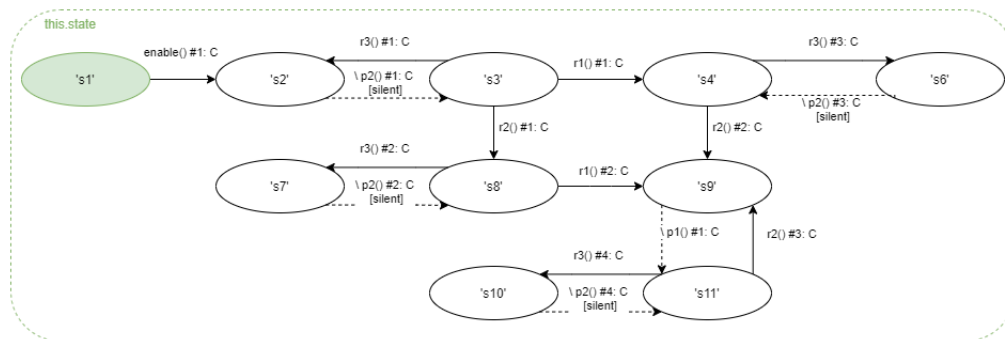 this.state
enable() #1: C
r3() #1: C
r1() #1: C
r3() #3: C
's1'
's2'
's3'
's4'
's6'
\ p2() #1: C
[silent]
\ p2() #3: C
[silent]
r2() #1: C
r2() #2: C
r3() #2: C
r1() #2: C
's7'
's8'
's9'
\ p2() #2: C
[silent]
\ p1() #1: C
r2() #3: C
r3() #4: C
's10'
's11'
\ p2() #4: C
[silent]